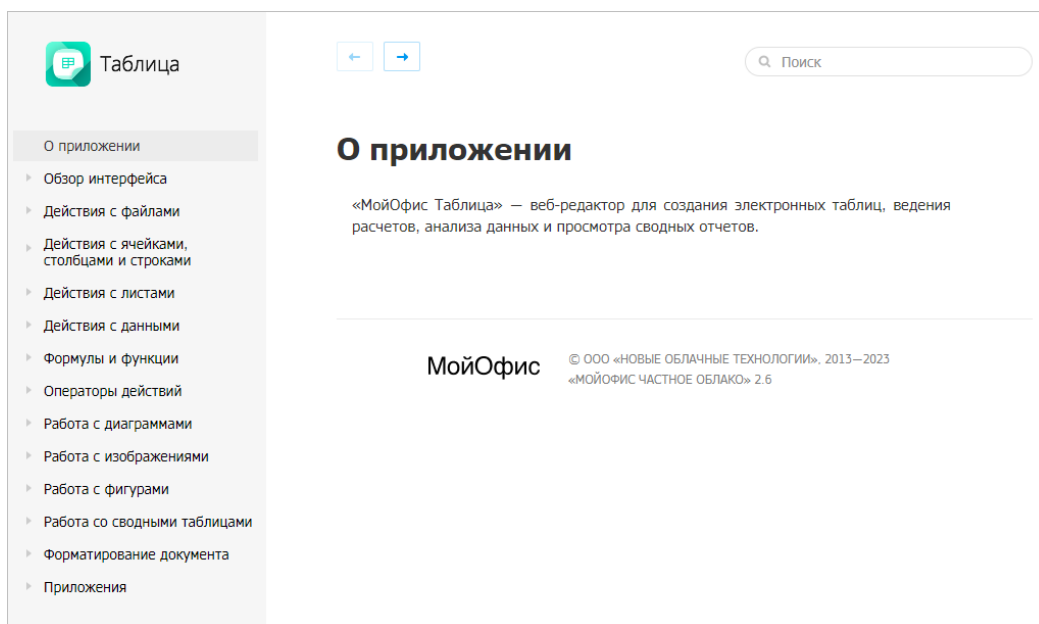 Таблица
О приложении
Обзор интерфейса
Действия с файлами
Действия с ячейками,
столбцами и строками
Действия с листами
Действия с данными
Формулы и функции
Операторы действий
Работа с диаграммами
Работа с изображениями
Работа с фигурами
Работа со сводными таблицами
Форматирование документа
Приложения
← →
Поиск
О приложении
«МойОфис Таблица» — веб-редактор для создания электронных таблиц, ведения
расчетов, анализа данных и просмотра сводных отчетов.
МойОфис
© ООО «НОВЫЕ ОБЛАЧНЫЕ ТЕХНОЛОГИИ», 2013—2023
«МОЙОФИС ЧАСТНОЕ ОБЛАКО» 2.6